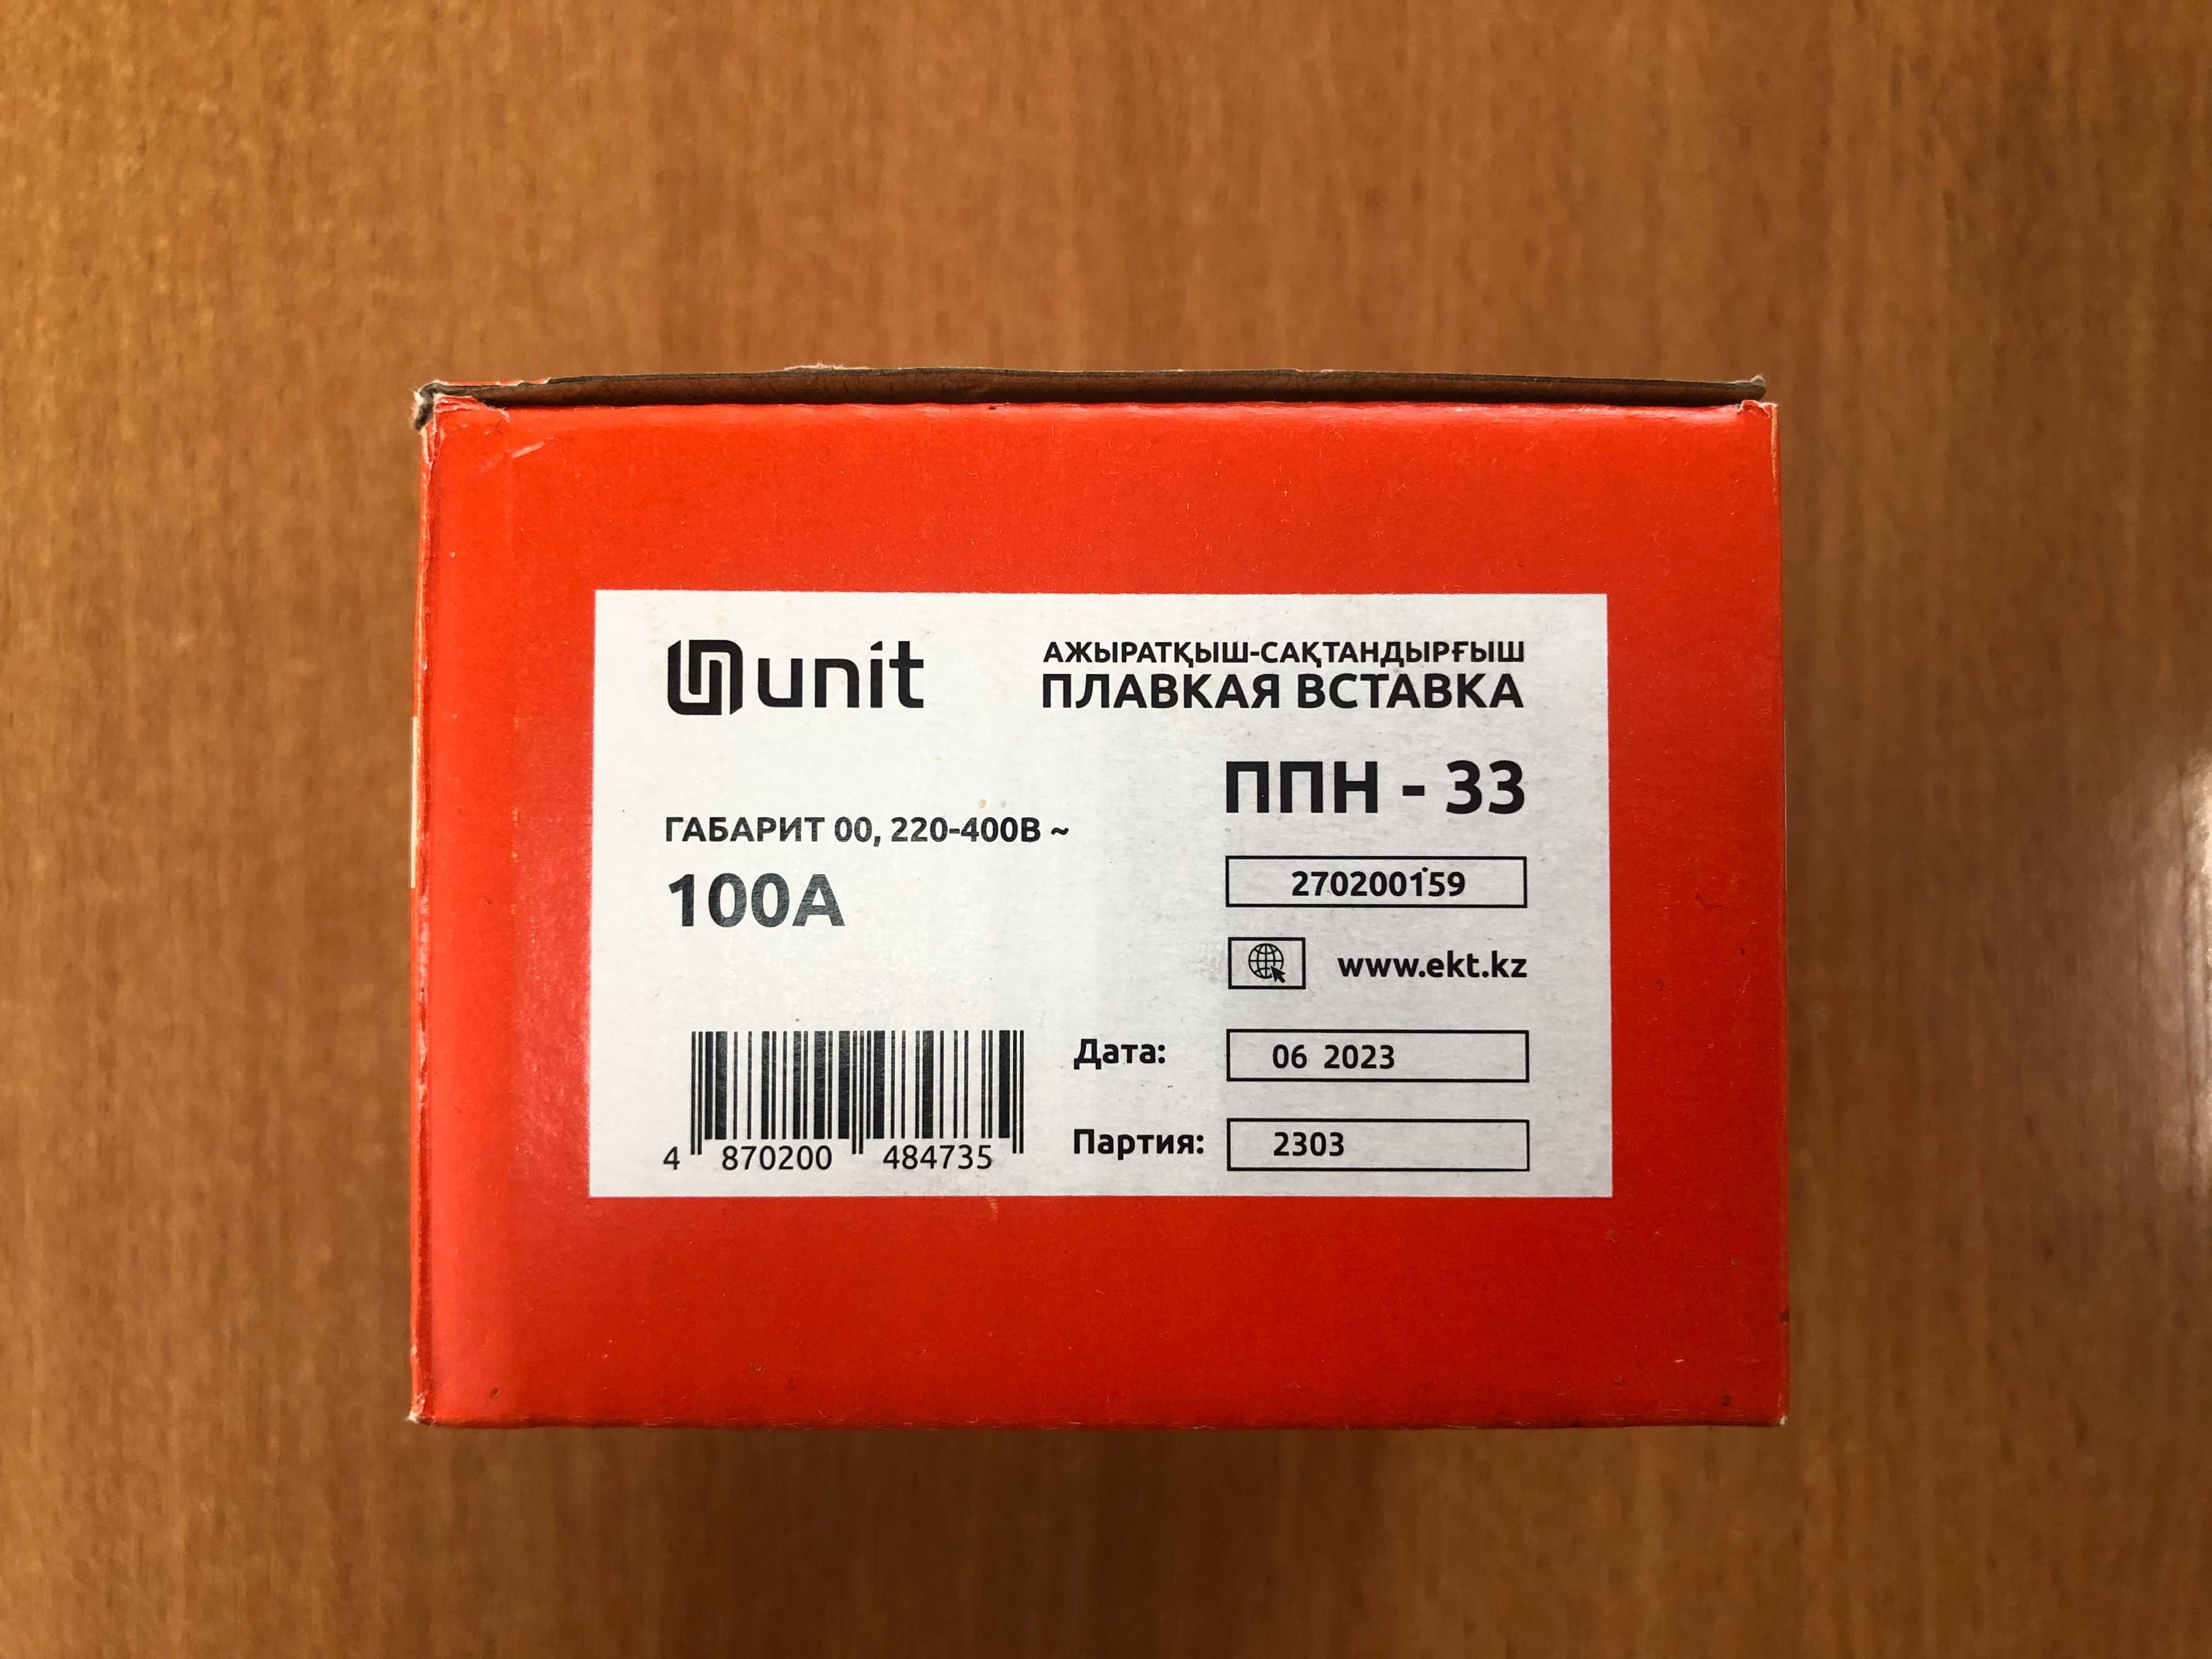 unit
АЖЫРАТҚЫШ-САҚТАНДЫРҒЫШ
ПЛАВКАЯ ВСТАВКА
ППН - 33
ГАБАРИТ 00, 220-400В ~
100А
270200159
www.ekt.kz
Дата: 06 2023
Партия: 2303
4 870200 484735